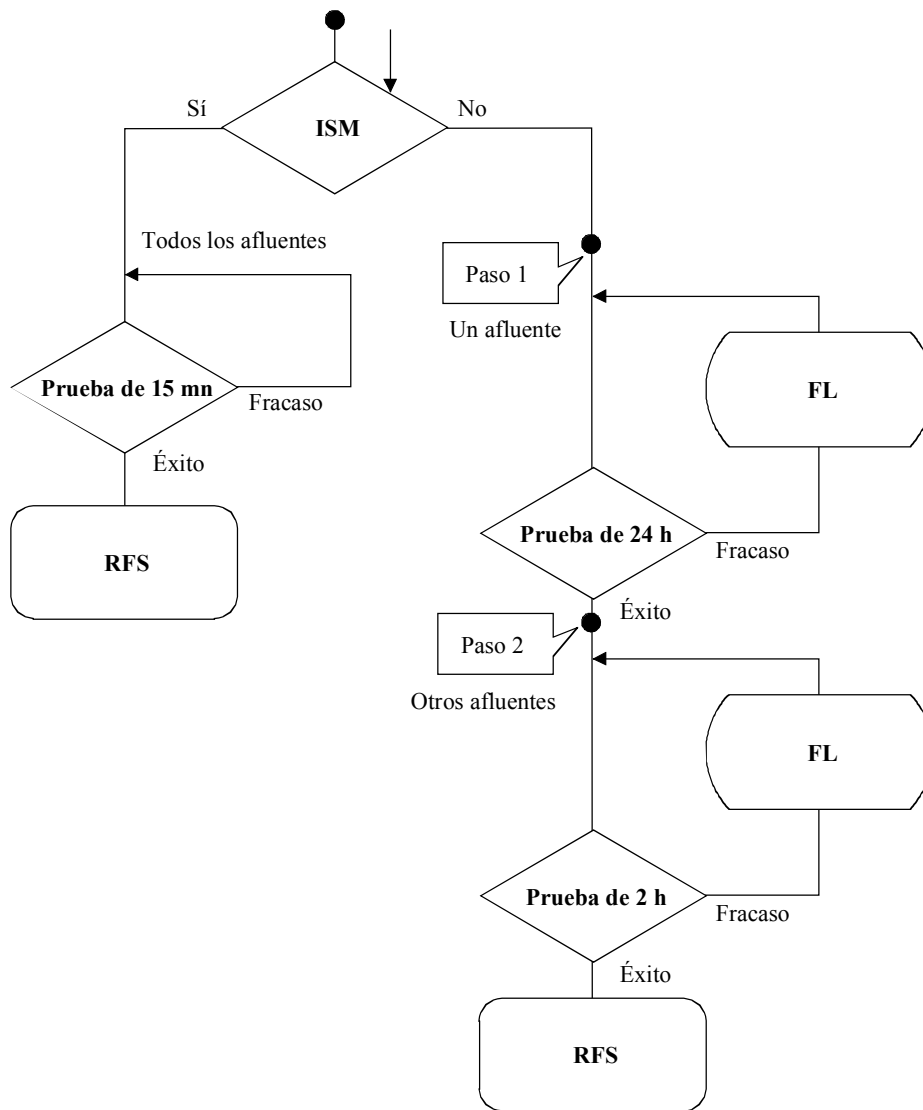 Sí
ISM
No
Todos los afluentes
Paso 1
Un afluente
Prueba de 15 mn
Fracaso
FL
Éxito
RFS
Prueba de 24 h
Fracaso
Éxito
Paso 2
Otros afluentes
FL
Prueba de 2 h
Fracaso
Éxito
RFS